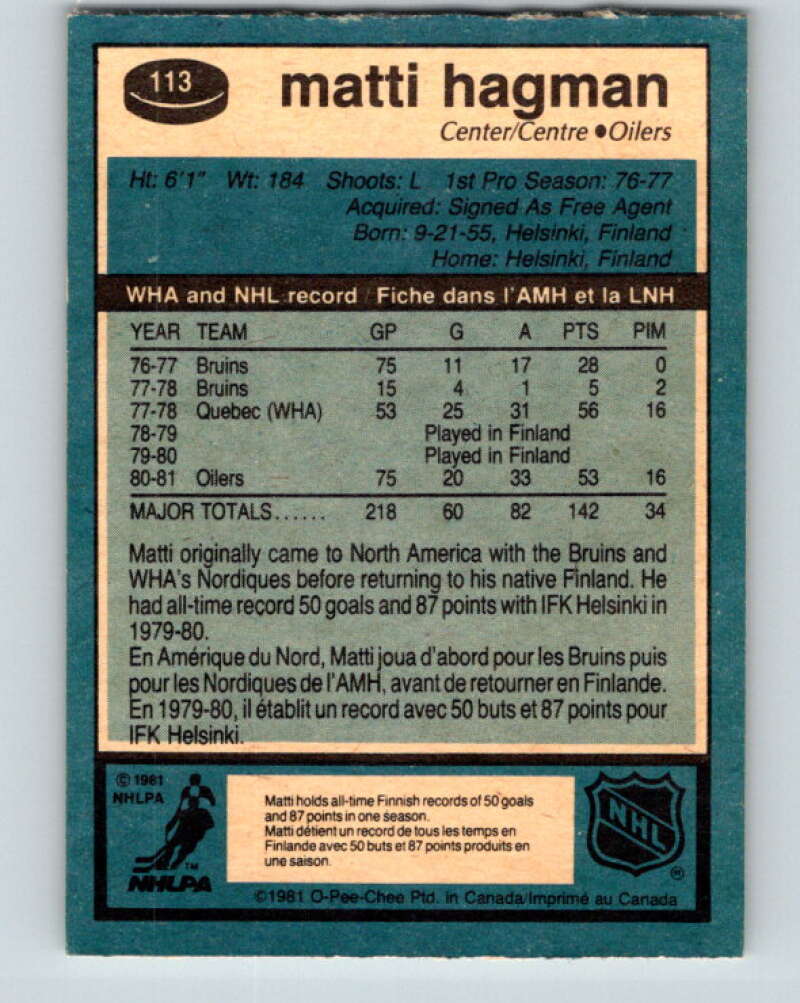 113
matti hagman
Center/Centre ●Oilers
Ht: 6'1" Wt: 184 Shoots: L 1st Pro Season: 76-77
Acquired: Signed As Free Agent
Born: 9-21-55, Helsinki, Finland
Home: Helsinki, Finland
WHA and NHL record / Fiche dans l'AMH et la LNH
YEAR TEAM GP G A PTS PIM
76-77 Bruins 75 11 17 28 0
77-78 Bruins 15 4 1 5 2
77-78 Quebec (WHA) 53 25 31 56 16
78-79 Played in Finland
79-80 Played in Finland
80-81 Oilers 75 20 33 53 16
MAJOR TOTALS...... 218 60 82 142 34
Matti originally came to North America with the Bruins and
WHA's Nordiques before returning to his native Finland. He
had all-time record 50 goals and 87 points with IFK Helsinki in
1979-80.
En Amérique du Nord, Matti joua d'abord pour les Bruins puis
pour les Nordiques de l'AMH, avant de retourner en Finlande.
En 1979-80, il établit un record avec 50 buts et 87 points pour
IFK Helsinki.
© 1981
NHLPA
TM
NHLPA
Matti holds all-time Finnish records of 50 goals
and 87 points in one season.
Matti détient un record de tous les temps en
Finlande avec 50 buts et 87 points produits en
une saison.
NHL
®
©1981 O-Pee-Chee Ptd. in Canada/Imprimé au Canada